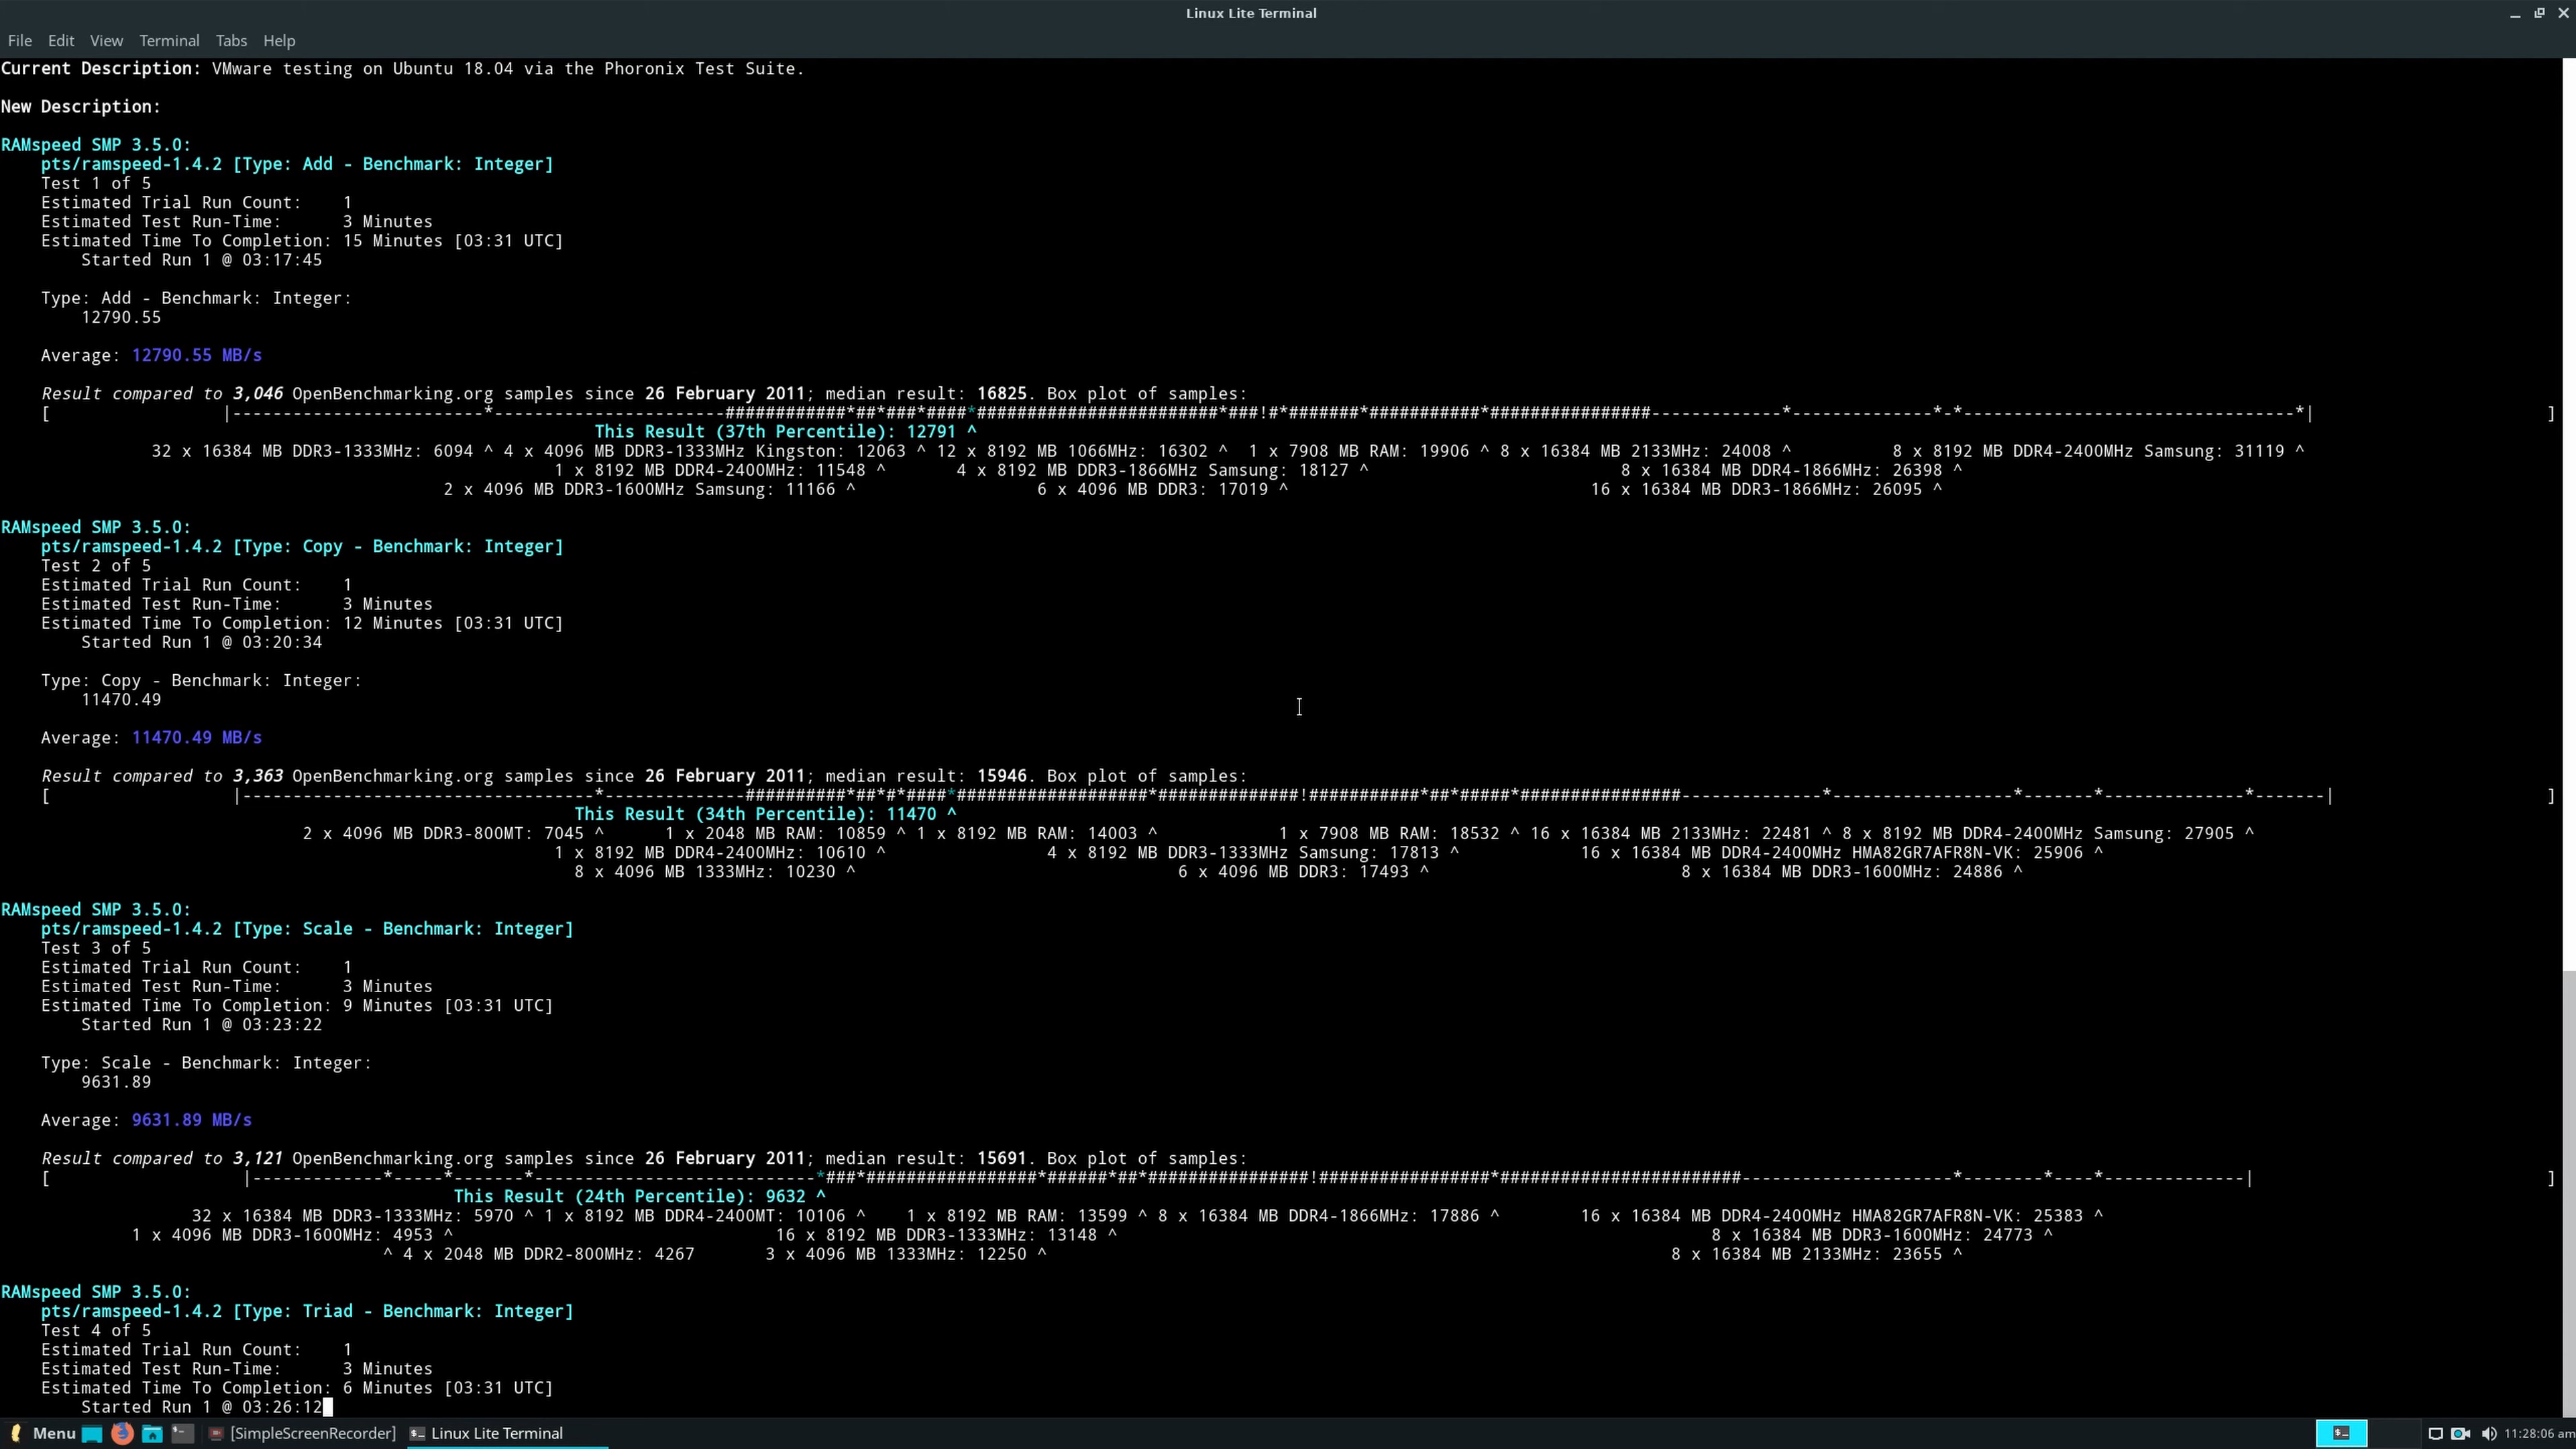 Linux Lite Terminal
File Edit View Terminal Tabs Help
Current Description: VMware testing on Ubuntu 18.04 via the Phoronix Test Suite.
New Description:
RAMspeed SMP 3.5.0:
pts/ramspeed-1.4.2 [Type: Add - Benchmark: Integer]
Test 1 of 5
Estimated Trial Run Count: 1
Estimated Test Run-Time: 3 Minutes
Estimated Time To Completion: 15 Minutes [03:31 UTC]
Started Run 1 @ 03:17:45
Type: Add - Benchmark: Integer:
12790.55
Average: 12790.55 MB/s
Result compared to 3,046 OpenBenchmarking.org samples since 26 February 2011; median result: 16825. Box plot of samples:
[ |-------------------------*-----------------------############*##*###*####*########################*###!#*#######*###########*################-------------*--------------*-*---------------------------------*| ]
This Result (37th Percentile): 12791 ^
32 x 16384 MB DDR3-1333MHz: 6094 ^ 4 x 4096 MB DDR3-1333MHz Kingston: 12063 ^ 12 x 8192 MB 1066MHz: 16302 ^ 1 x 7908 MB RAM: 19906 ^ 8 x 16384 MB 2133MHz: 24008 ^ 8 x 8192 MB DDR4-2400MHz Samsung: 31119 ^
1 x 8192 MB DDR4-2400MHz: 11548 ^ 4 x 8192 MB DDR3-1866MHz Samsung: 18127 ^ 8 x 16384 MB DDR4-1866MHz: 26398 ^
2 x 4096 MB DDR3-1600MHz Samsung: 11166 ^ 6 x 4096 MB DDR3: 17019 ^ 16 x 16384 MB DDR3-1866MHz: 26095 ^
RAMspeed SMP 3.5.0:
pts/ramspeed-1.4.2 [Type: Copy - Benchmark: Integer]
Test 2 of 5
Estimated Trial Run Count: 1
Estimated Test Run-Time: 3 Minutes
Estimated Time To Completion: 12 Minutes [03:31 UTC]
Started Run 1 @ 03:20:34
Type: Copy - Benchmark: Integer:
11470.49
Average: 11470.49 MB/s
Result compared to 3,363 OpenBenchmarking.org samples since 26 February 2011; median result: 15946. Box plot of samples:
[ |-----------------------------------*--------------##########*##*#*####*###################*##############!###########*##*#####*################--------------*------------------*-------*--------------*-------| ]
This Result (34th Percentile): 11470 ^
2 x 4096 MB DDR3-800MT: 7045 ^ 1 x 2048 MB RAM: 10859 ^ 1 x 8192 MB RAM: 14003 ^ 1 x 7908 MB RAM: 18532 ^ 16 x 16384 MB 2133MHz: 22481 ^ 8 x 8192 MB DDR4-2400MHz Samsung: 27905 ^
1 x 8192 MB DDR4-2400MHz: 10610 ^ 4 x 8192 MB DDR3-1333MHz Samsung: 17813 ^ 16 x 16384 MB DDR4-2400MHz HMA82GR7AFR8N-VK: 25906 ^
8 x 4096 MB 1333MHz: 10230 ^ 6 x 4096 MB DDR3: 17493 ^ 8 x 16384 MB DDR3-1600MHz: 24886 ^
RAMspeed SMP 3.5.0:
pts/ramspeed-1.4.2 [Type: Scale - Benchmark: Integer]
Test 3 of 5
Estimated Trial Run Count: 1
Estimated Test Run-Time: 3 Minutes
Estimated Time To Completion: 9 Minutes [03:31 UTC]
Started Run 1 @ 03:23:22
Type: Scale - Benchmark: Integer:
9631.89
Average: 9631.89 MB/s
Result compared to 3,121 OpenBenchmarking.org samples since 26 February 2011; median result: 15691. Box plot of samples:
[ |-------------*-----*-------*----------------------------*###*#################*######*##*################!#################*########################---------------------*--------*----*--------------| ]
This Result (24th Percentile): 9632 ^
32 x 16384 MB DDR3-1333MHz: 5970 ^ 1 x 8192 MB DDR4-2400MT: 10106 ^ 1 x 8192 MB RAM: 13599 ^ 8 x 16384 MB DDR4-1866MHz: 17886 ^ 16 x 16384 MB DDR4-2400MHz HMA82GR7AFR8N-VK: 25383 ^
1 x 4096 MB DDR3-1600MHz: 4953 ^ 16 x 8192 MB DDR3-1333MHz: 13148 ^ 8 x 16384 MB DDR3-1600MHz: 24773 ^
^ 4 x 2048 MB DDR2-800MHz: 4267 3 x 4096 MB 1333MHz: 12250 ^ 8 x 16384 MB 2133MHz: 23655 ^
RAMspeed SMP 3.5.0:
pts/ramspeed-1.4.2 [Type: Triad - Benchmark: Integer]
Test 4 of 5
Estimated Trial Run Count: 1
Estimated Test Run-Time: 3 Minutes
Estimated Time To Completion: 6 Minutes [03:31 UTC]
Started Run 1 @ 03:26:12
Menu [SimpleScreenRecorder] Linux Lite Terminal 11:28:06 am